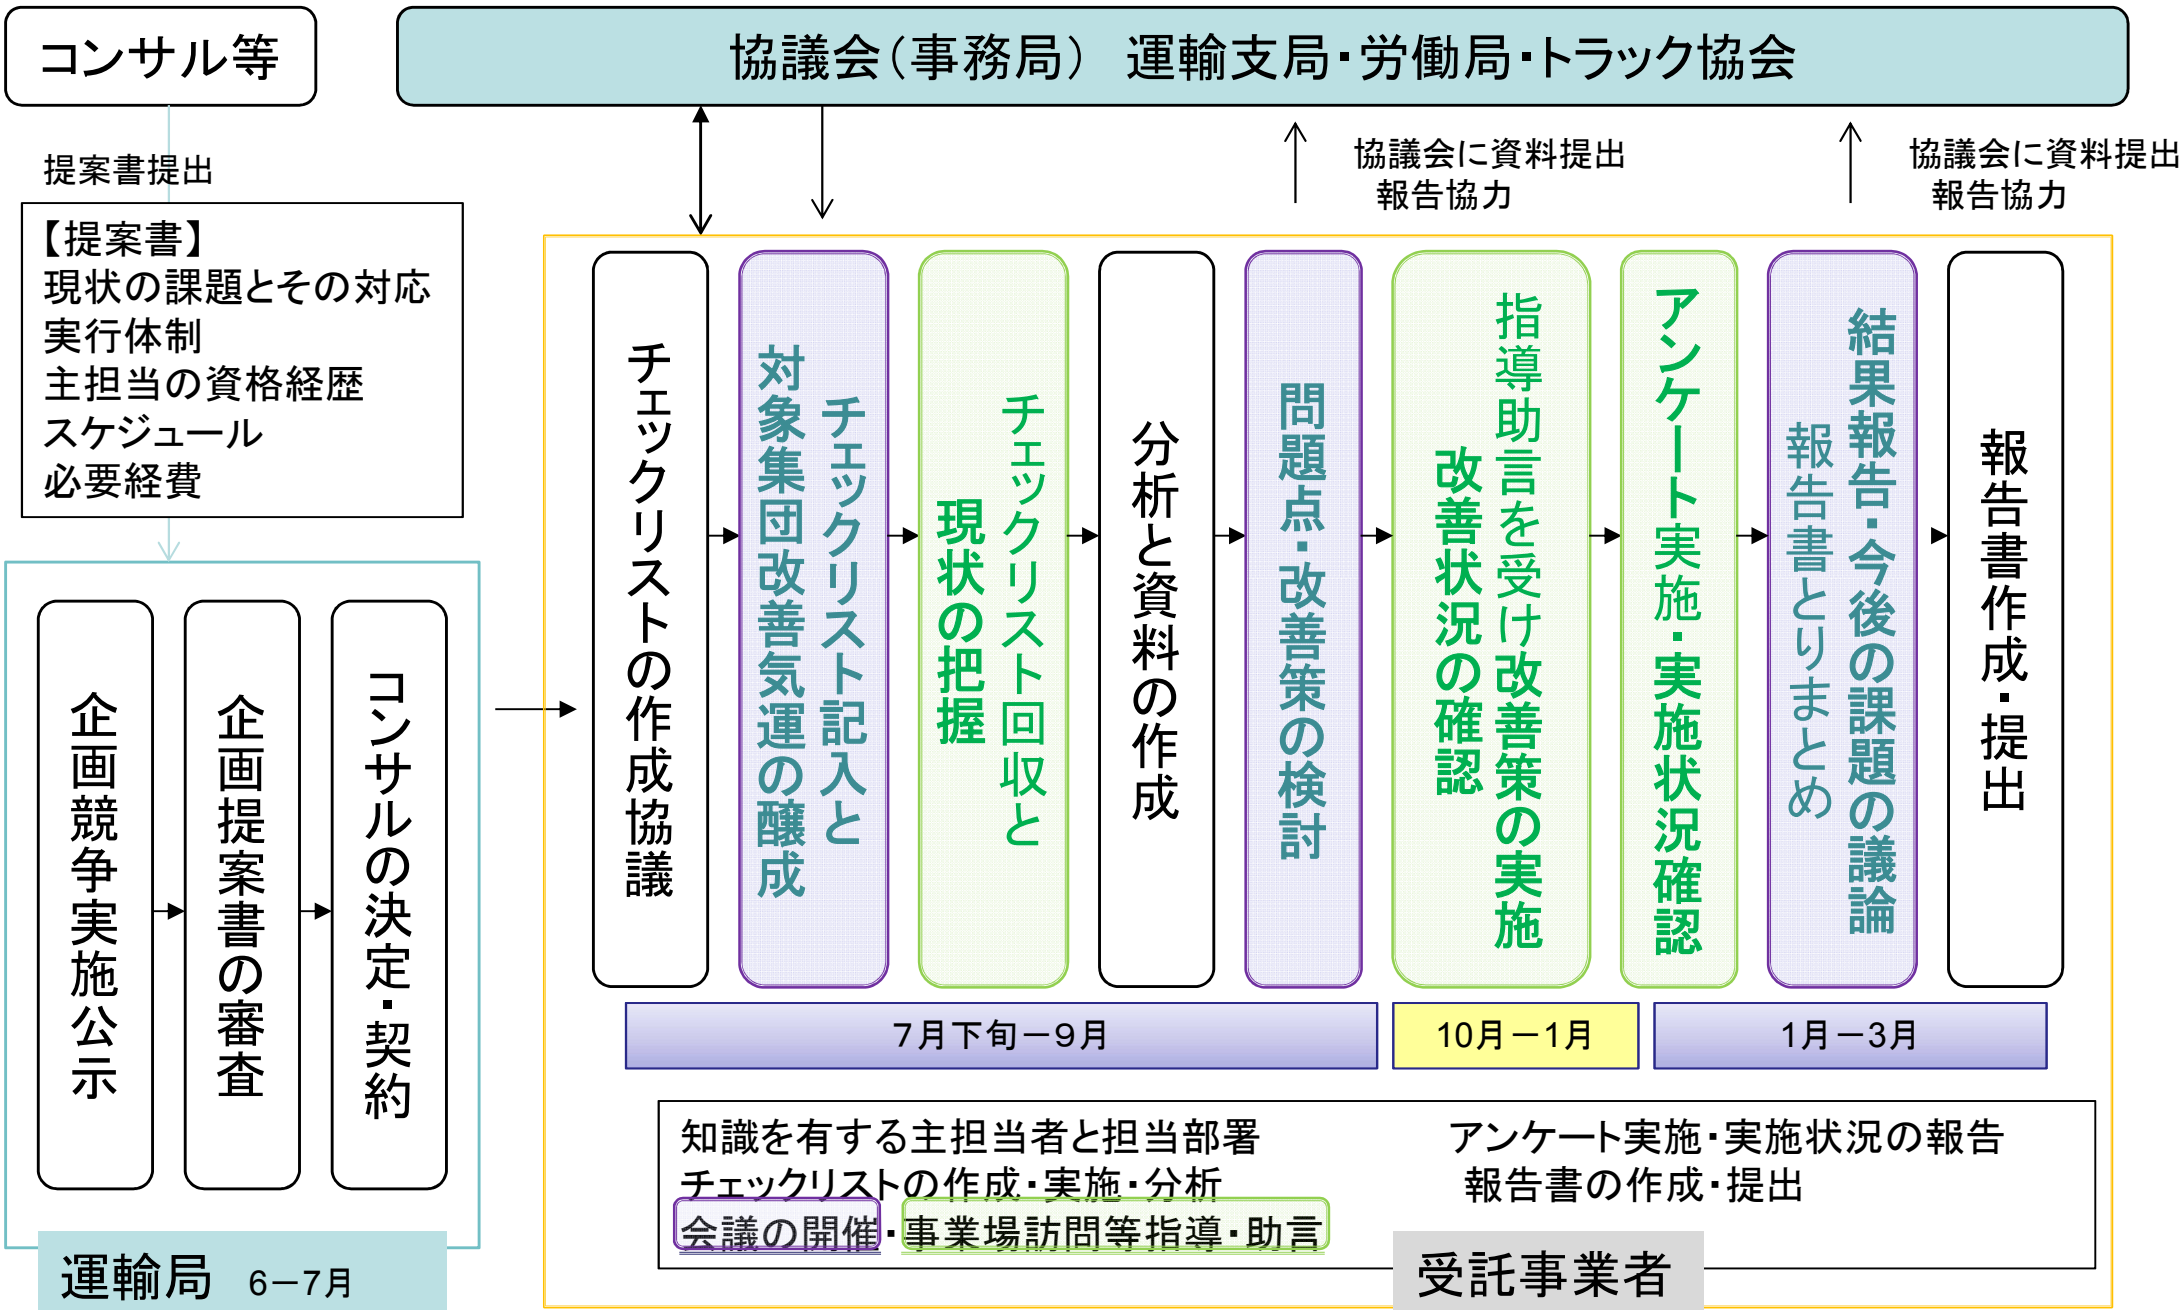 コンサル等
協議会（事務局）　運輸支局・労働局・トラック協会
提案書提出
協議会に資料提出
報告協力
協議会に資料提出
報告協力
【提案書】
現状の課題とその対応
実行体制
主担当の資格経歴
スケジュール
必要経費
企画競争実施公示
企画提案書の審査
コンサルの決定・契約
運輸局　6－7月
チェックリストの作成協議
チェックリスト記入と
対象集団改善気運の醸成
チェックリスト回収と
現状の把握
分析と資料の作成
問題点・改善策の検討
指導助言を受け改善策の実施
改善状況の確認
アンケート実施・実施状況確認
結果報告・今後の課題の議論
報告書とりまとめ
報告書作成・提出
7月下旬－9月
10月－1月
1月－3月
知識を有する主担当者と担当部署
チェックリストの作成・実施・分析
会議の開催・事業場訪問等指導・助言
アンケート実施・実施状況の報告
報告書の作成・提出
受託事業者